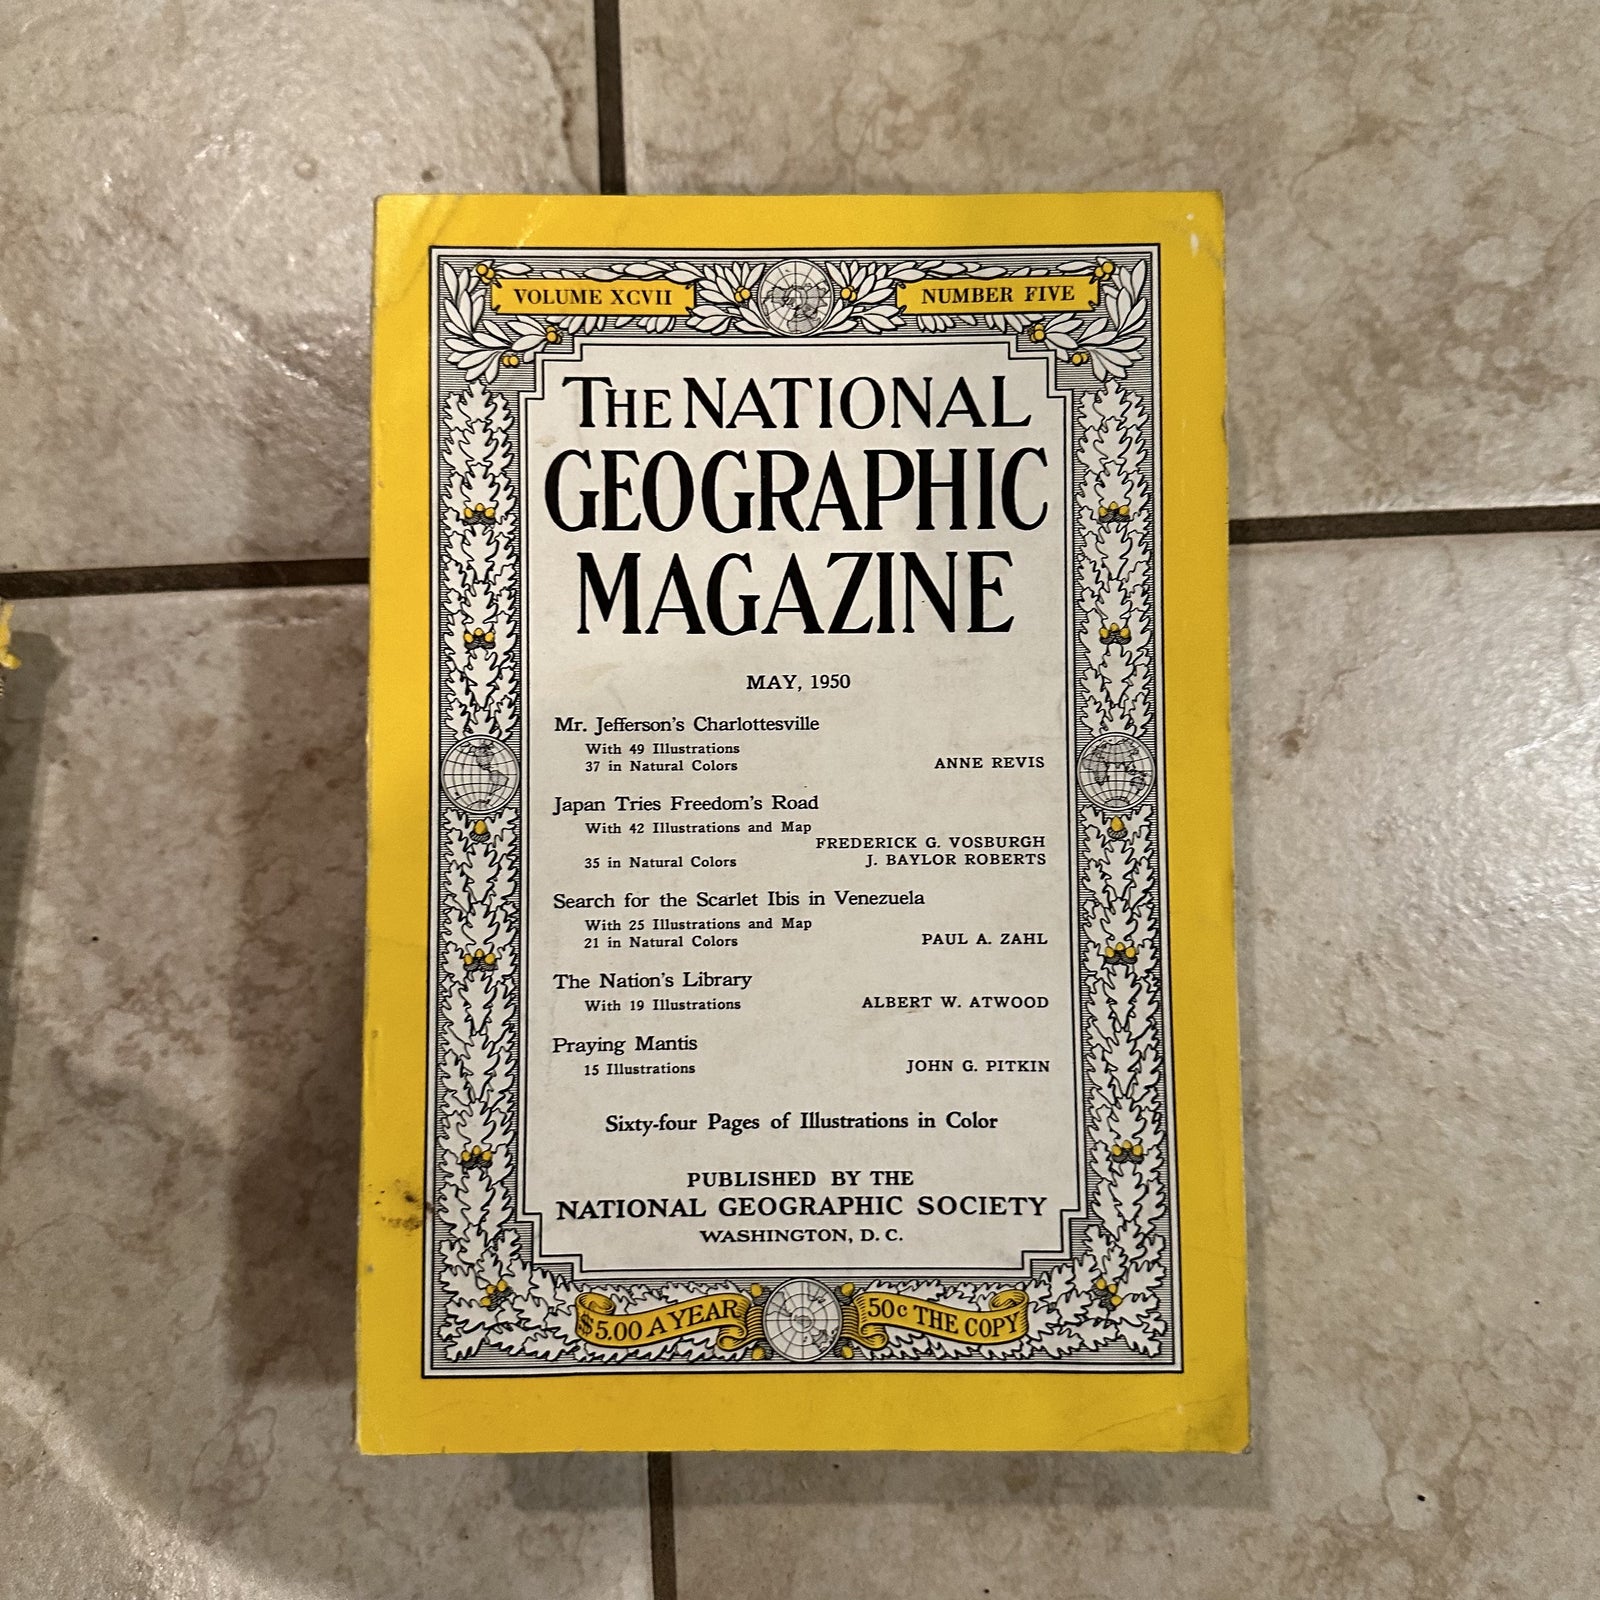 VOLUME XCVII
NUMBER FIVE
THE NATIONAL
GEOGRAPHIC
MAGAZINE
MAY, 1950
Mr. Jefferson's Charlottesville
With 49 Illustrations
37 in Natural Colors ANNE REVIS
Japan Tries Freedom's Road
With 42 Illustrations and Map
FREDERICK G. VOSBURGH
35 in Natural Colors J. BAYLOR ROBERTS
Search for the Scarlet Ibis in Venezuela
With 25 Illustrations and Map
21 in Natural Colors PAUL A. ZAHL
The Nation's Library
With 19 Illustrations ALBERT W. ATWOOD
Praying Mantis
15 Illustrations JOHN G. PITKIN
Sixty-four Pages of Illustrations in Color
PUBLISHED BY THE
NATIONAL GEOGRAPHIC SOCIETY
WASHINGTON, D. C.
$5.00 A YEAR
50c THE COPY